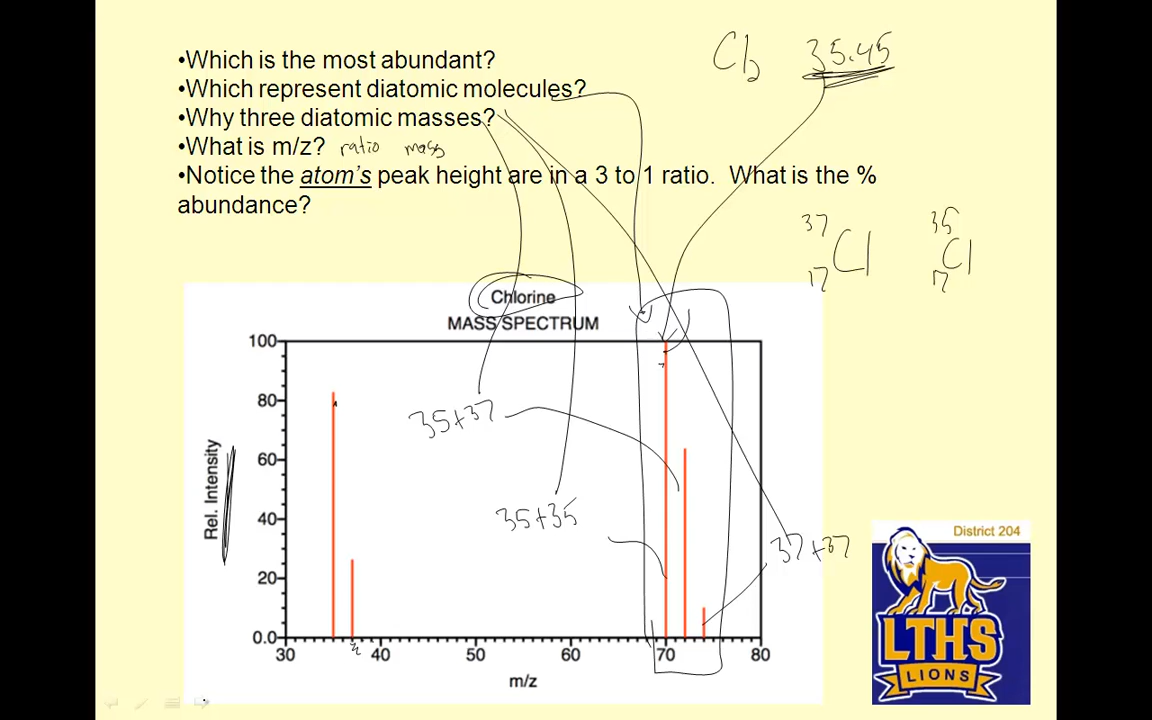 •Which is the most abundant?
•Which represent diatomic molecules?
•Why three diatomic masses?
•What is m/z? ratio mass
•Notice the atom's peak height are in a 3 to 1 ratio. What is the %
abundance?
Cl₂ 35.45
37 35
Cl Cl
17 17
Chlorine
MASS SPECTRUM
100
80
60
40
20
0.0
Rel. Intensity
30 40 50 60 70 80
m/z
35+37
35+35
37+37
District 204
LTHS
LIONS